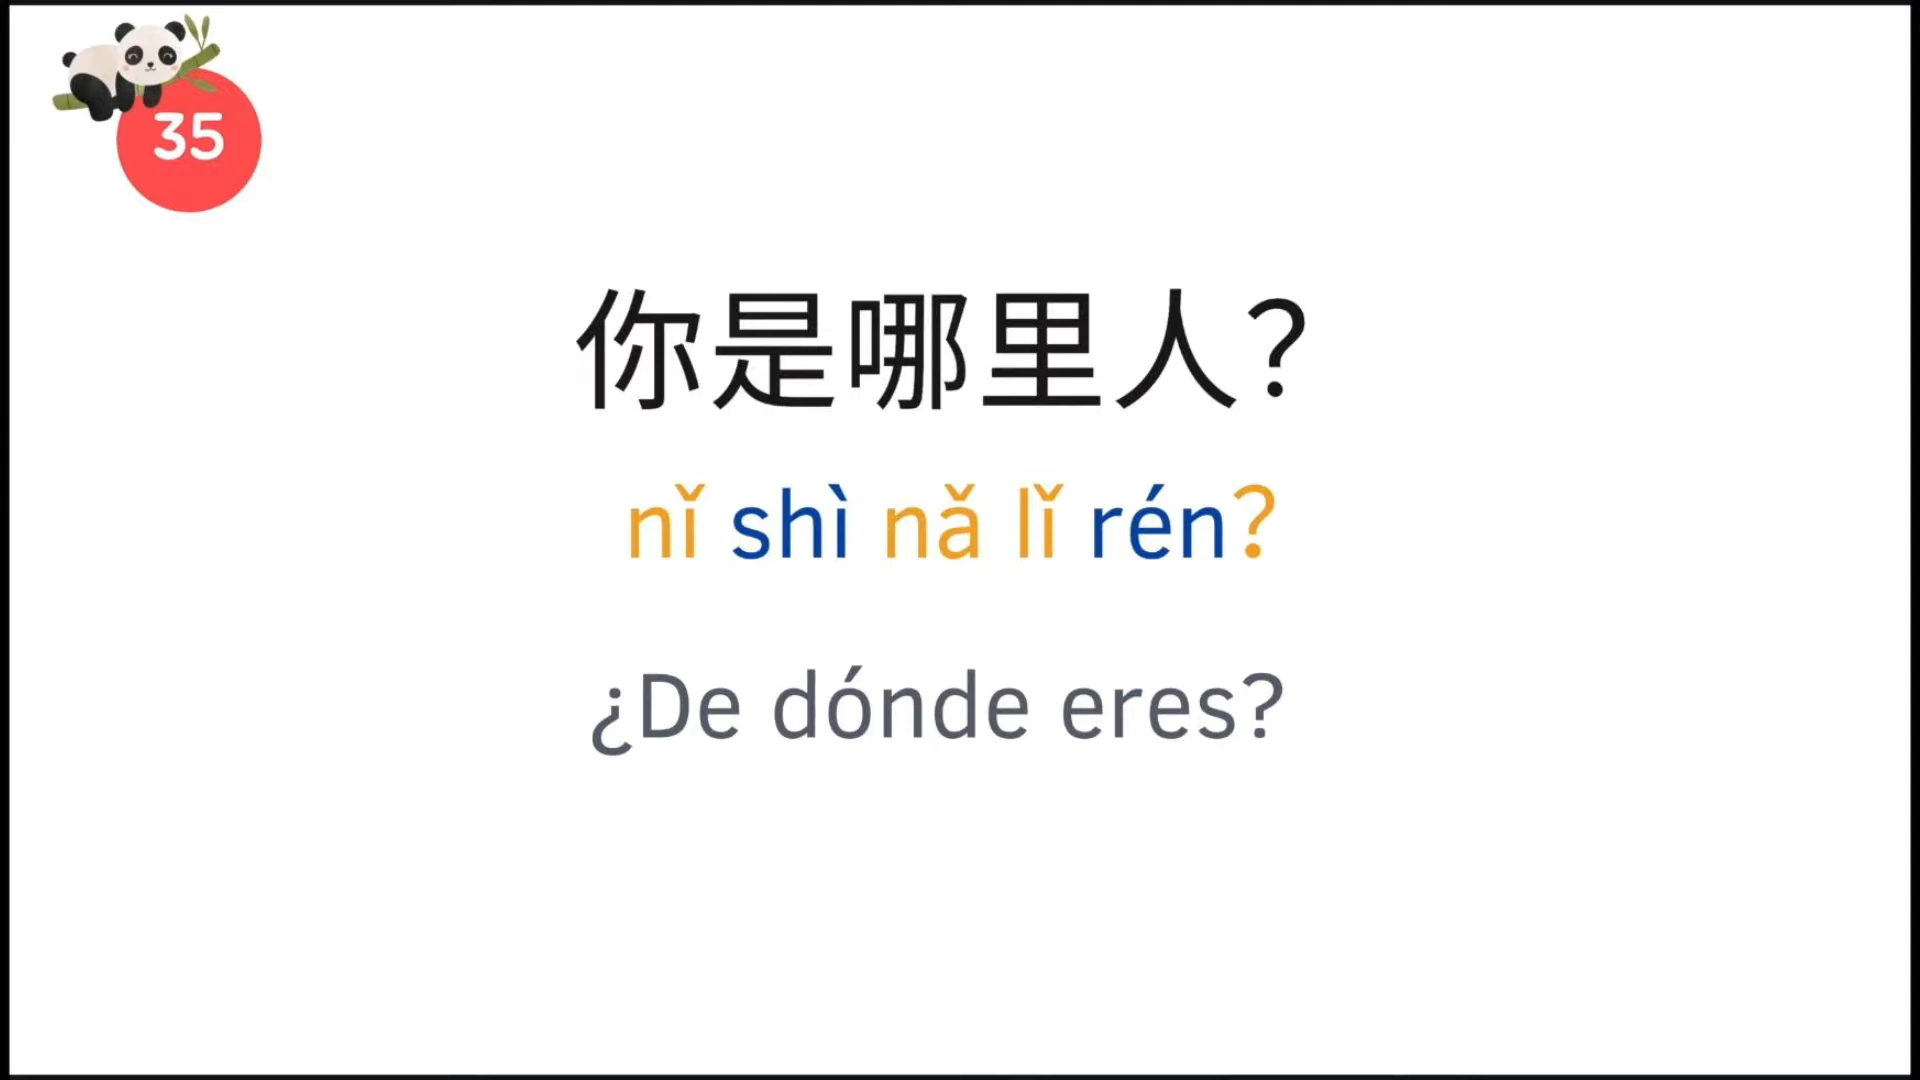 35
你是哪里人？
nǐ shì nǎ lǐ rén?
¿De dónde eres?